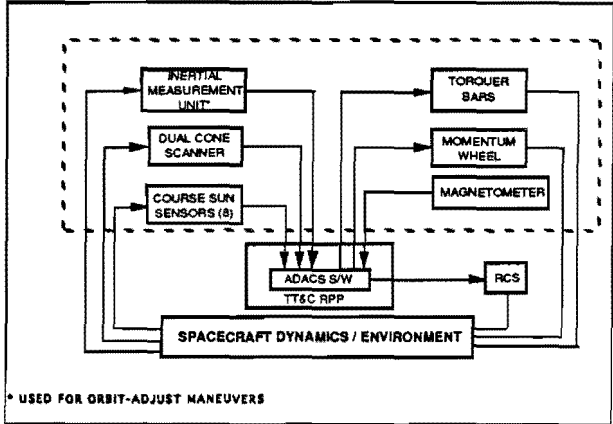 INERTIAL
MEASUREMENT
UNIT*
TORQUER
BARS
DUAL CONE
SCANNER
MOMENTUM
WHEEL
COURSE SUN
SENSORS (8)
MAGNETOMETER
ADACS S/W
TT&C RPP
RCS
SPACECRAFT DYNAMICS / ENVIRONMENT
* USED FOR ORBIT-ADJUST MANEUVERS